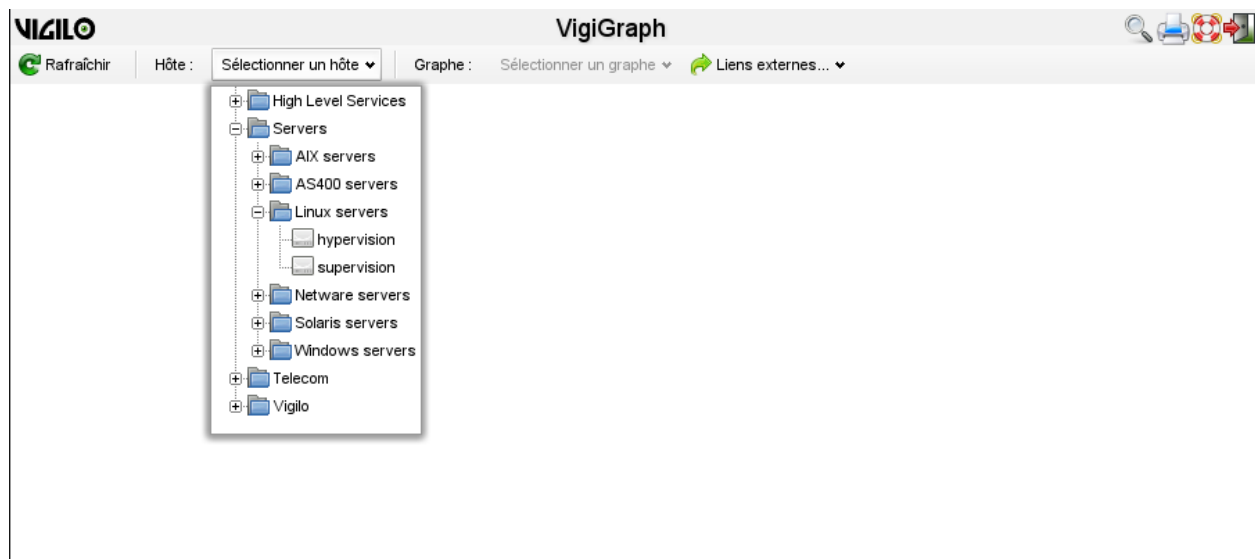 VIGILO VigiGraph
Rafraîchir Hôte : Sélectionner un hôte Graphe : Sélectionner un graphe Liens externes...
High Level Services
Servers
AIX servers
AS400 servers
Linux servers
hypervision
supervision
Netware servers
Solaris servers
Windows servers
Telecom
Vigilo